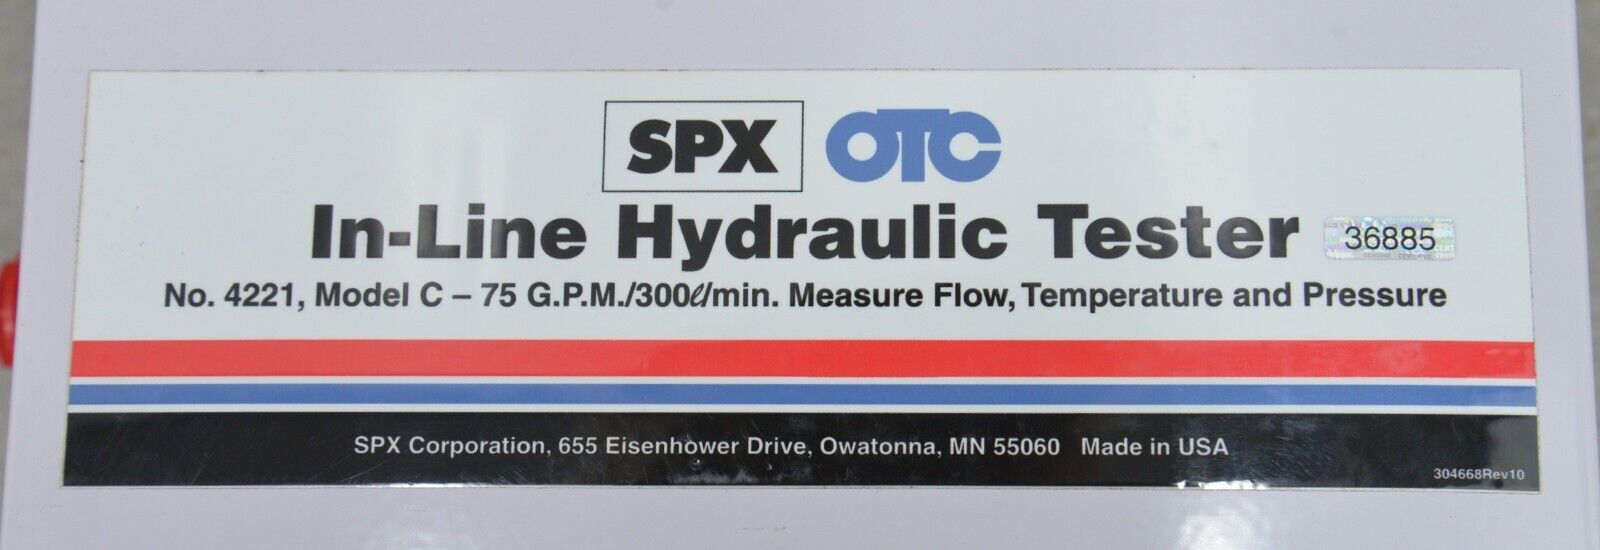 SPX OTC
In-Line Hydraulic Tester 36885
No. 4221, Model C – 75 G.P.M./300ℓ/min. Measure Flow, Temperature and Pressure
SPX Corporation, 655 Eisenhower Drive, Owatonna, MN 55060 Made in USA
304668Rev10